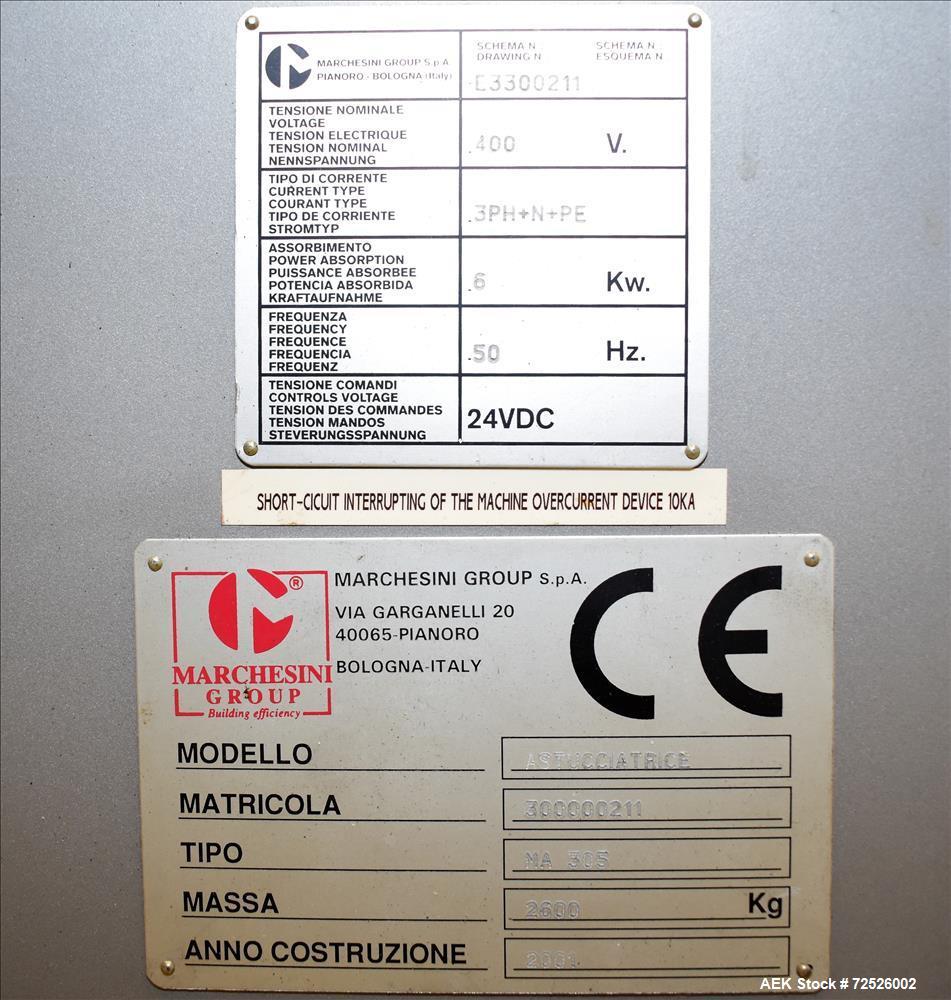 MARCHESINI GROUP S.p.A.
PIANORO - BOLOGNA (Italy)
SCHEMA N.
DRAWING N.
SCHEMA N.
ESQUEMA N.
E3300211
TENSIONE NOMINALE
VOLTAGE
TENSION ELECTRIQUE
TENSION NOMINAL
NENNSPANNUNG
400 V.
TIPO DI CORRENTE
CURRENT TYPE
COURANT TYPE
TIPO DE CORRIENTE
STROMTYP
3PH+N+PE
ASSORBIMENTO
POWER ABSORPTION
PUISSANCE ABSORBEE
POTENCIA ABSORBIDA
KRAFTAUFNAHME
6 Kw.
FREQUENZA
FREQUENCY
FREQUENCE
FREQUENCIA
FREQUENZ
50 Hz.
TENSIONE COMANDI
CONTROLS VOLTAGE
TENSION DES COMMANDES
TENSION MANDOS
STEVERUNGSSPANNUNG
24VDC
SHORT-CICUIT INTERRUPTING OF THE MACHINE OVERCURRENT DEVICE 10KA
MARCHESINI
GROUP
Building efficiency
MARCHESINI GROUP S.p.A.
VIA GARGANELLI 20
40065-PIANORO
BOLOGNA-ITALY
CE
MODELLO ASTUCCIATRICE
MATRICOLA 300000211
TIPO MA 305
MASSA 2600 Kg
ANNO COSTRUZIONE 2001
AEK Stock # 72526002